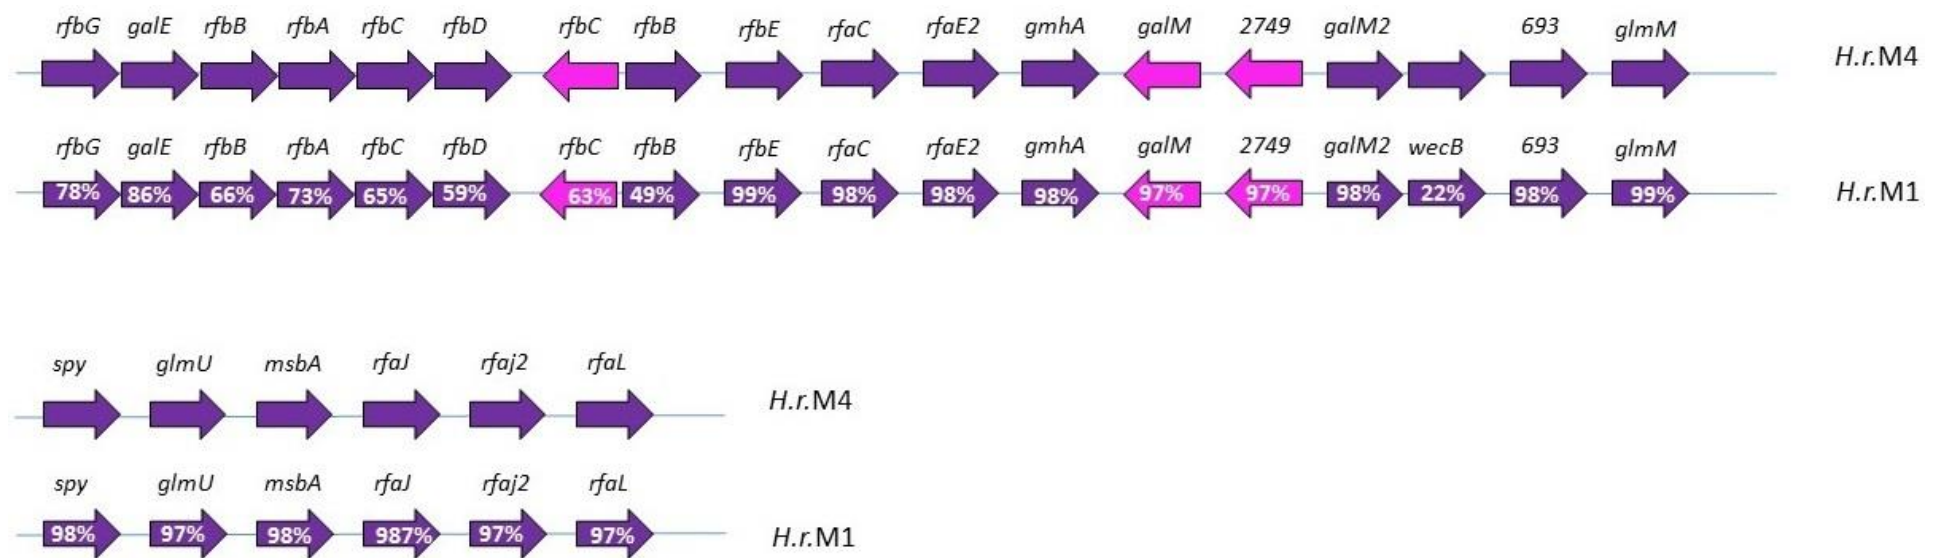 rfbG galE rfbB rfbA rfbC rfbD rfbC rfbB rfbE rfaC rfaE2 gmhA galM 2749 galM2 693 glmM
H.r.M4
rfbG galE rfbB rfbA rfbC rfbD rfbC rfbB rfbE rfaC rfaE2 gmhA galM 2749 galM2 wecB 693 glmM
78% 86% 66% 73% 65% 59% 63% 49% 99% 98% 98% 98% 97% 97% 98% 22% 98% 99%
H.r.M1
spy glmU msbA rfaJ rfaj2 rfaL
H.r.M4
spy glmU msbA rfaJ rfaj2 rfaL
98% 97% 98% 987% 97% 97%
H.r.M1